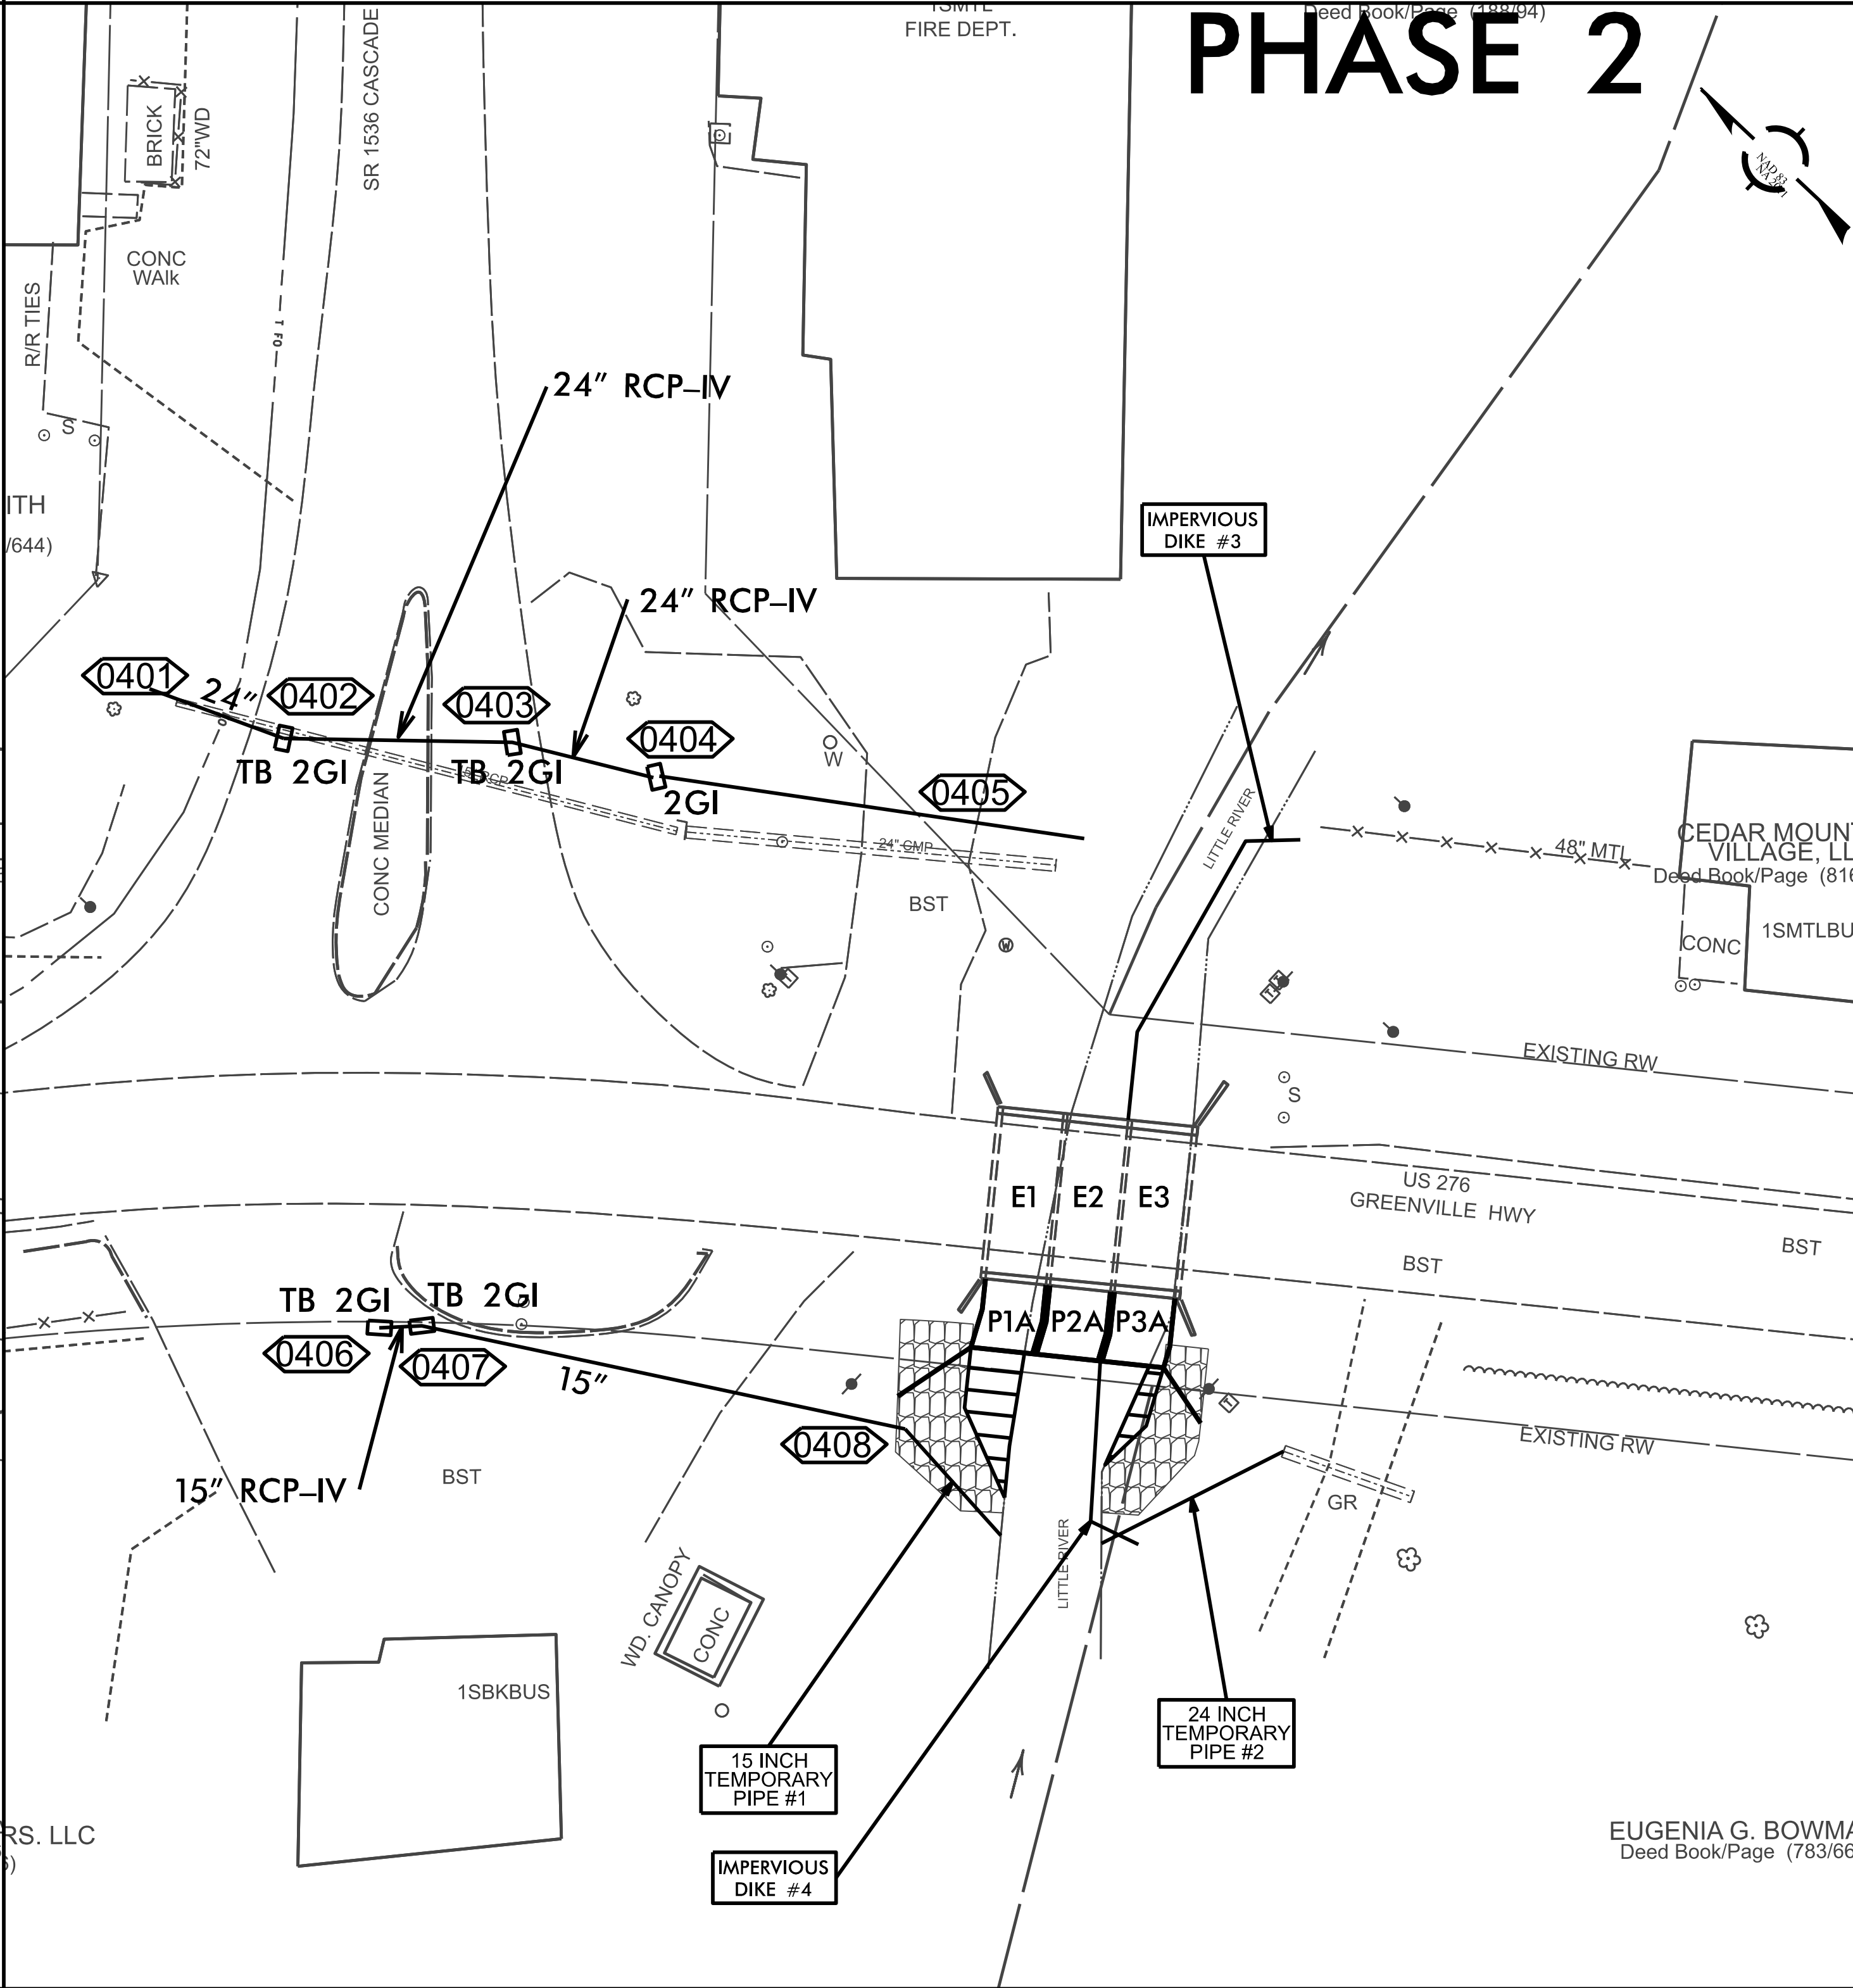 Deed Book/Page (188/94)
PHASE 2
FIRE DEPT.
SR 1536 CASCADE
BRICK
72"WD
NAD 83
CONC
WAlk
R/R TIES
24" RCP-IV
S
ITH
/644)
IMPERVIOUS
DIKE #3
24" RCP-IV
0401
24"
0402
0403
0404
W
TB 2GI
TB 2GI
2GI
0405
CONC MEDIAN
24" CMP
LITTLE RIVER
48" MTL
CEDAR MOUNT
VILLAGE, LL
Deed Book/Page (816
BST
W
CONC
1SMTLBU
T
T
T
EXISTING RW
S
E1
E2
E3
US 276
GREENVILLE HWY
BST
BST
TB 2GI
TB 2GI
P1A
P2A
P3A
0406
0407
15"
T
0408
EXISTING RW
15" RCP-IV
BST
GR
LITTLE RIVER
WD. CANOPY
CONC
1SBKBUS
24 INCH
TEMPORARY
PIPE #2
15 INCH
TEMPORARY
PIPE #1
RS. LLC
IMPERVIOUS
DIKE #4
EUGENIA G. BOWMA
Deed Book/Page (783/66